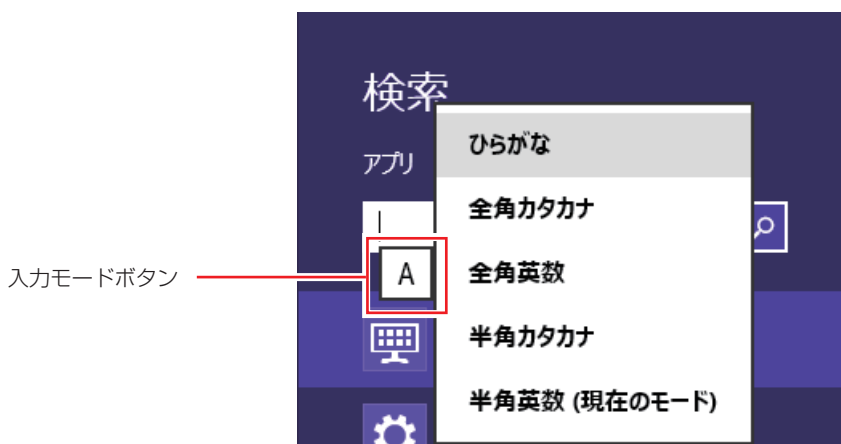 検索
アプリ
ひらがな
全角カタカナ
A
入力モードボタン
全角英数
半角カタカナ
半角英数 (現在のモード)